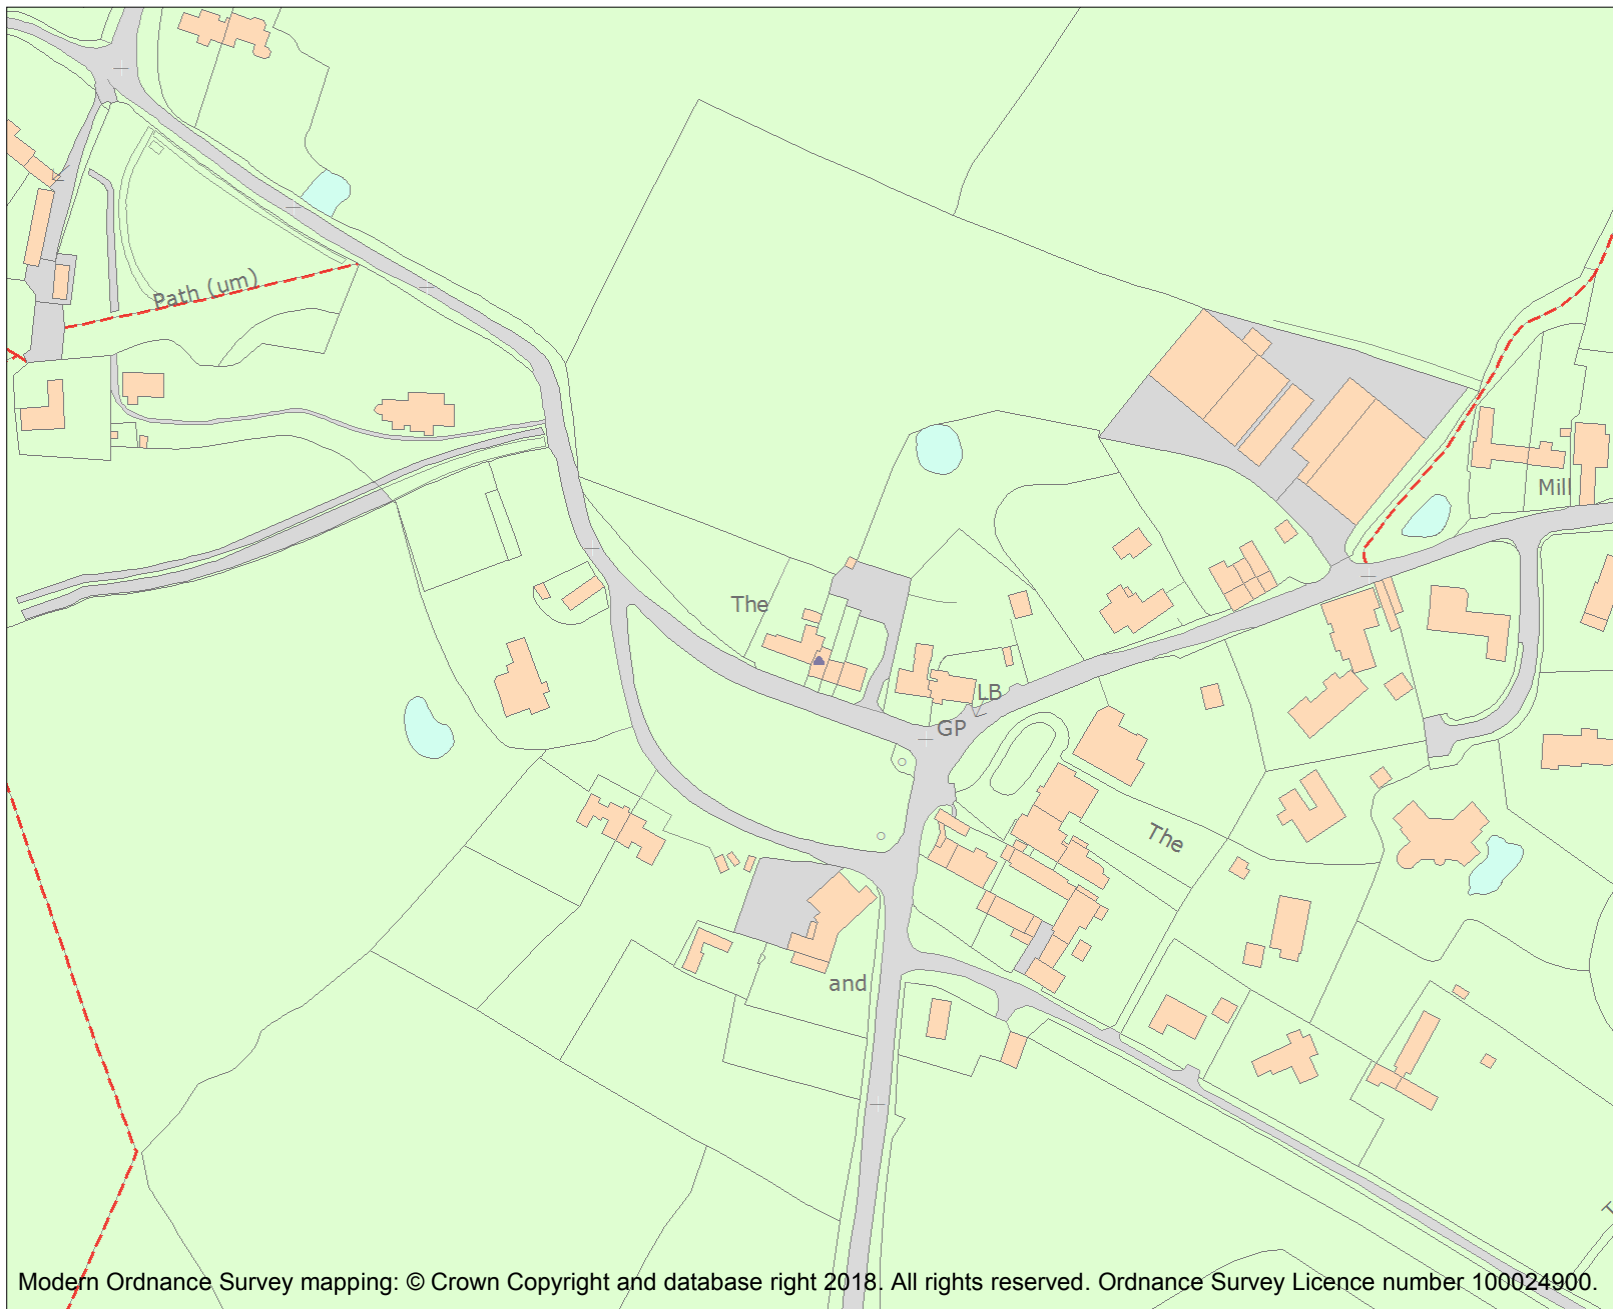 Path (um)
Mill
The
LB
GP
The
and
T
Modern Ordnance Survey mapping: © Crown Copyright and database right 2018. All rights reserved. Ordnance Survey Licence number 100024900.